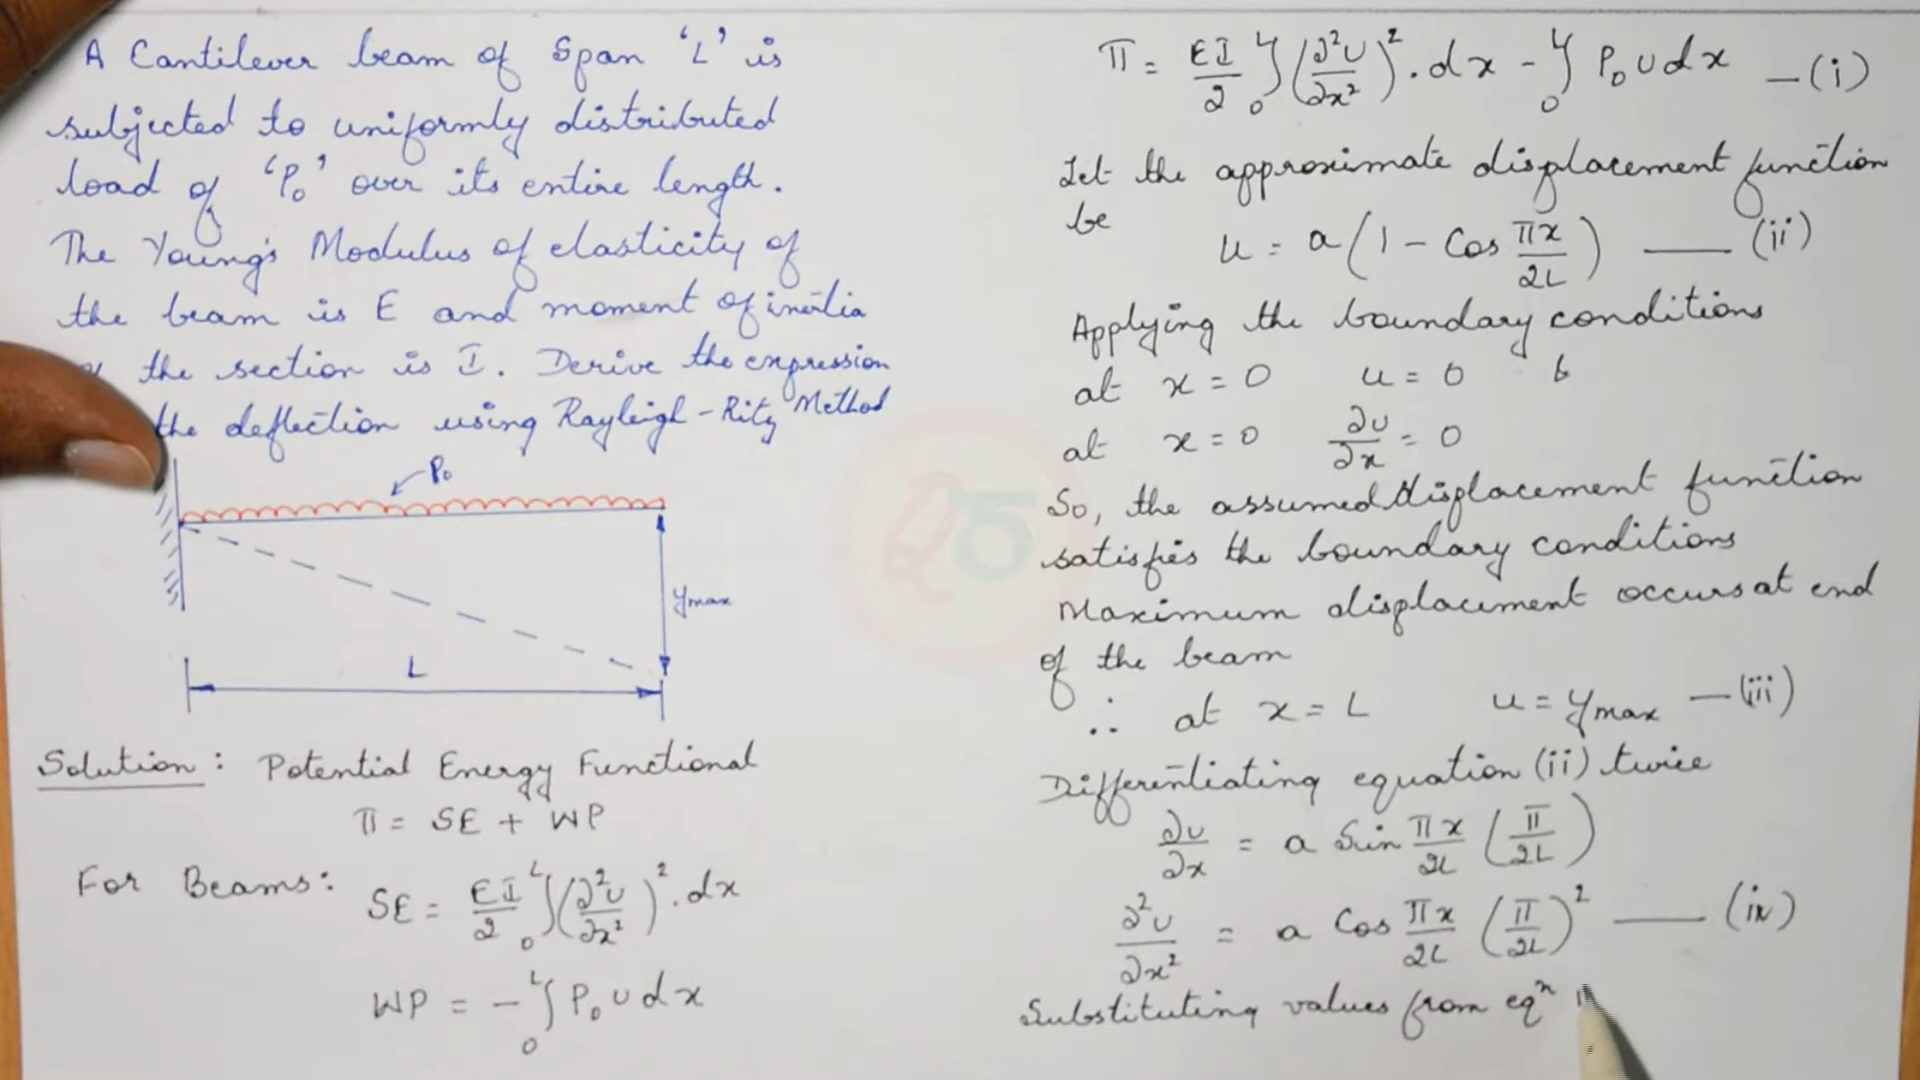 A Cantilever beam of Span 'L' is
subjected to uniformly distributed
load of 'P₀' over its entire length.
The Young's Modulus of elasticity of
the beam is E and moment of inertia
the section is I. Derive the expression
the deflection using Rayleigh-Ritz Method
P₀
ymax
L
Solution: Potential Energy Functional
Π = SE + WP
For Beams: SE = EI/2 ₀∫ᴸ (∂²u/∂x²)² . dx
WP = - ₀∫ᴸ P₀ u dx
Π = EI/2 ₀∫ᴸ (∂²u/∂x²)² . dx - ₀∫ᴸ P₀ u dx —(i)
Let the approximate displacement function
be
u = a (1 - Cos πx/2L) —— (ii)
Applying the boundary conditions
at x = 0 u = 0
at x = 0 ∂u/∂x = 0
So, the assumed displacement function
satisfies the boundary conditions
Maximum displacement occurs at end
of the beam
∴ at x = L u = ymax —(iii)
Differentiating equation (ii) twice
∂u/∂x = a Sin πx/2L (π/2L)
∂²u/∂x² = a Cos πx/2L (π/2L)² —— (iv)
Substituting values from eqⁿ